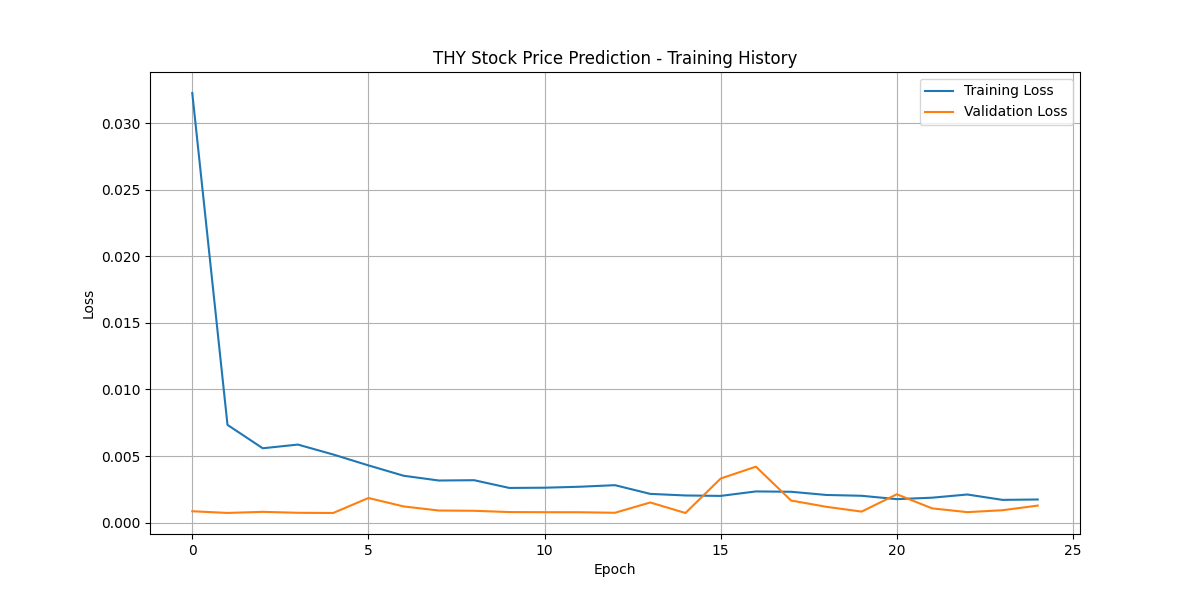 THY Stock Price Prediction - Training History
Training Loss
Validation Loss
0.030
0.025
0.020
0.015
0.010
0.005
0.000
Loss
0 5 10 15 20 25
Epoch